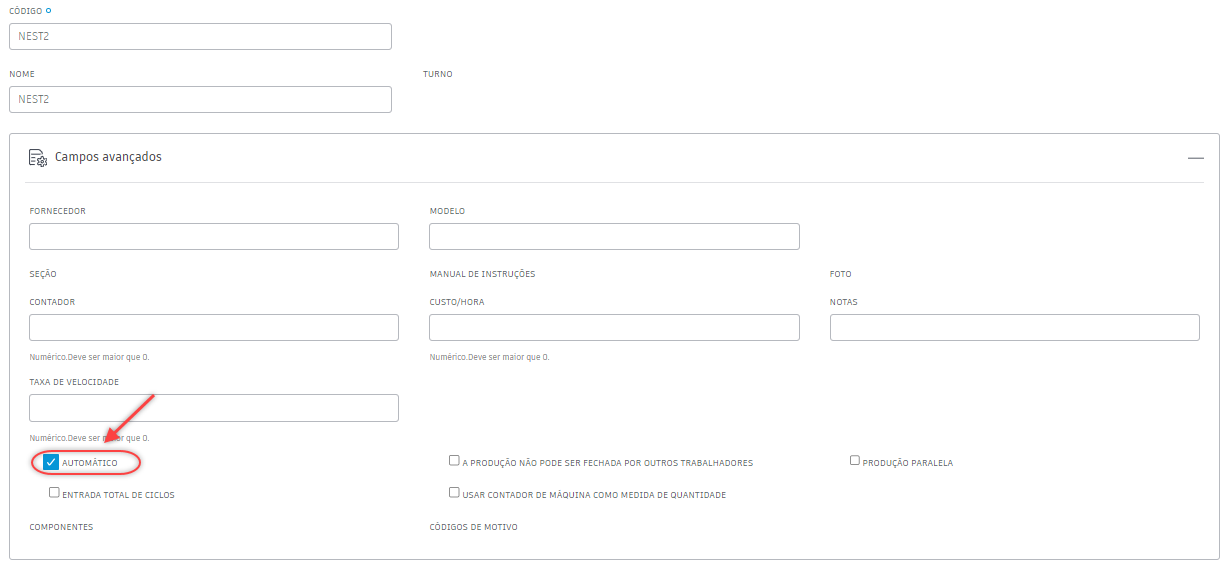 CÓDIGO
NEST2
NOME
TURNO
NEST2
Campos avançados
FORNECEDOR
MODELO
SEÇÃO
MANUAL DE INSTRUÇÕES
FOTO
CONTADOR
CUSTO/HORA
NOTAS
Numérico.Deve ser maior que 0.
Numérico.Deve ser maior que 0.
TAXA DE VELOCIDADE
Numérico.Deve ser maior que 0.
AUTOMÁTICO
A PRODUÇÃO NÃO PODE SER FECHADA POR OUTROS TRABALHADORES
PRODUÇÃO PARALELA
ENTRADA TOTAL DE CICLOS
USAR CONTADOR DE MÁQUINA COMO MEDIDA DE QUANTIDADE
COMPONENTES
CÓDIGOS DE MOTIVO